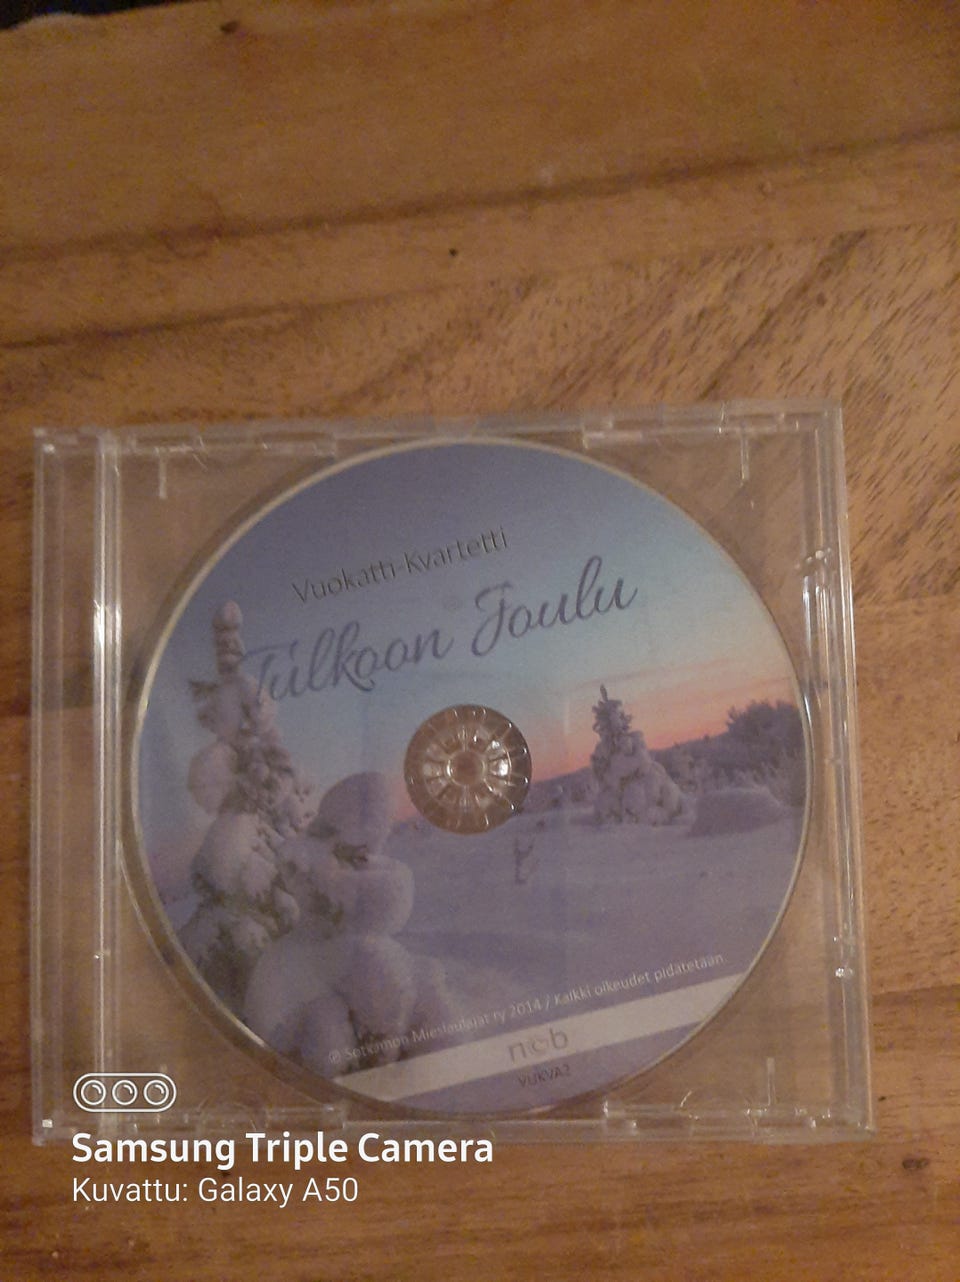 Vuokatti-Kvartetti
Tulkoon Joulu
℗ Sotkamon Mieslaulajat ry 2014 / Kaikki oikeudet pidätetään.
ncb
VUKVA2
Samsung Triple Camera
Kuvattu: Galaxy A50